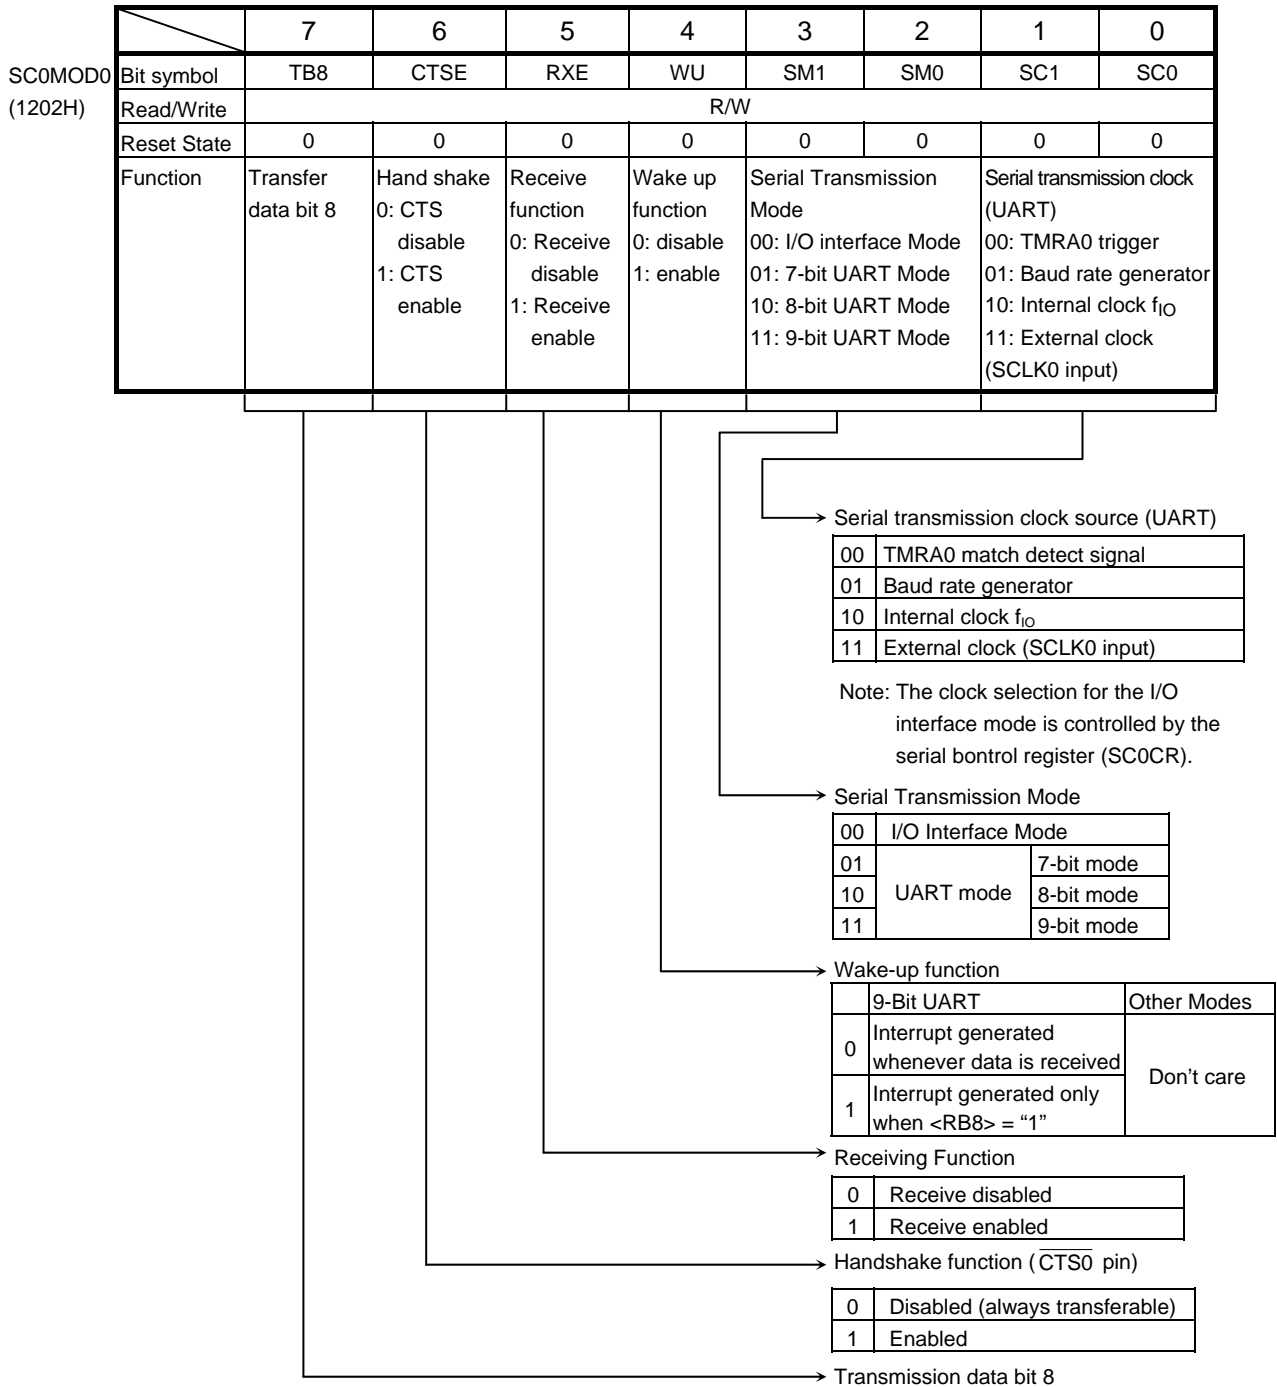 7 6 5 4 3 2 1 0
SC0MOD0 Bit symbol TB8 CTSE RXE WU SM1 SM0 SC1 SC0
(1202H) Read/Write R/W
Reset State 0 0 0 0 0 0 0 0
Function Transfer Hand shake Receive Wake up Serial Transmission Serial transmission clock
data bit 8 0: CTS function function Mode (UART)
disable 0: Receive 0: disable 00: I/O interface Mode 00: TMRA0 trigger
1: CTS disable 1: enable 01: 7-bit UART Mode 01: Baud rate generator
enable 1: Receive 10: 8-bit UART Mode 10: Internal clock fIO
enable 11: 9-bit UART Mode 11: External clock
(SCLK0 input)
Serial transmission clock source (UART)
00 TMRA0 match detect signal
01 Baud rate generator
10 Internal clock fIO
11 External clock (SCLK0 input)
Note: The clock selection for the I/O
interface mode is controlled by the
serial bontrol register (SC0CR).
Serial Transmission Mode
00 I/O Interface Mode
01 7-bit mode
10 UART mode 8-bit mode
11 9-bit mode
Wake-up function
9-Bit UART Other Modes
0 Interrupt generated
whenever data is received
Don't care
1 Interrupt generated only
when <RB8> = “1”
Receiving Function
0 Receive disabled
1 Receive enabled
Handshake function ( C̅T̅S̅0̅ pin)
0 Disabled (always transferable)
1 Enabled
Transmission data bit 8